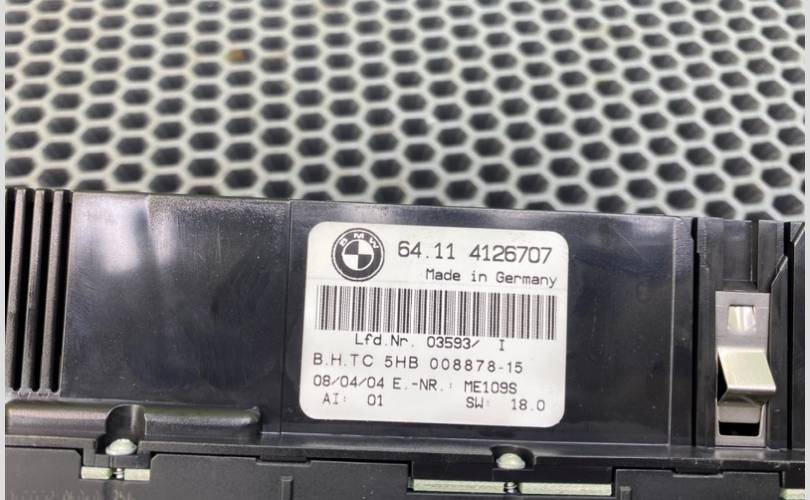 BMW
64.11 4126707
Made in Germany
Lfd.Nr. 03593/ I
B.H.TC 5HB 008878-15
08/04/04 E.-NR.: ME109S
AI: 01 SW: 18.0